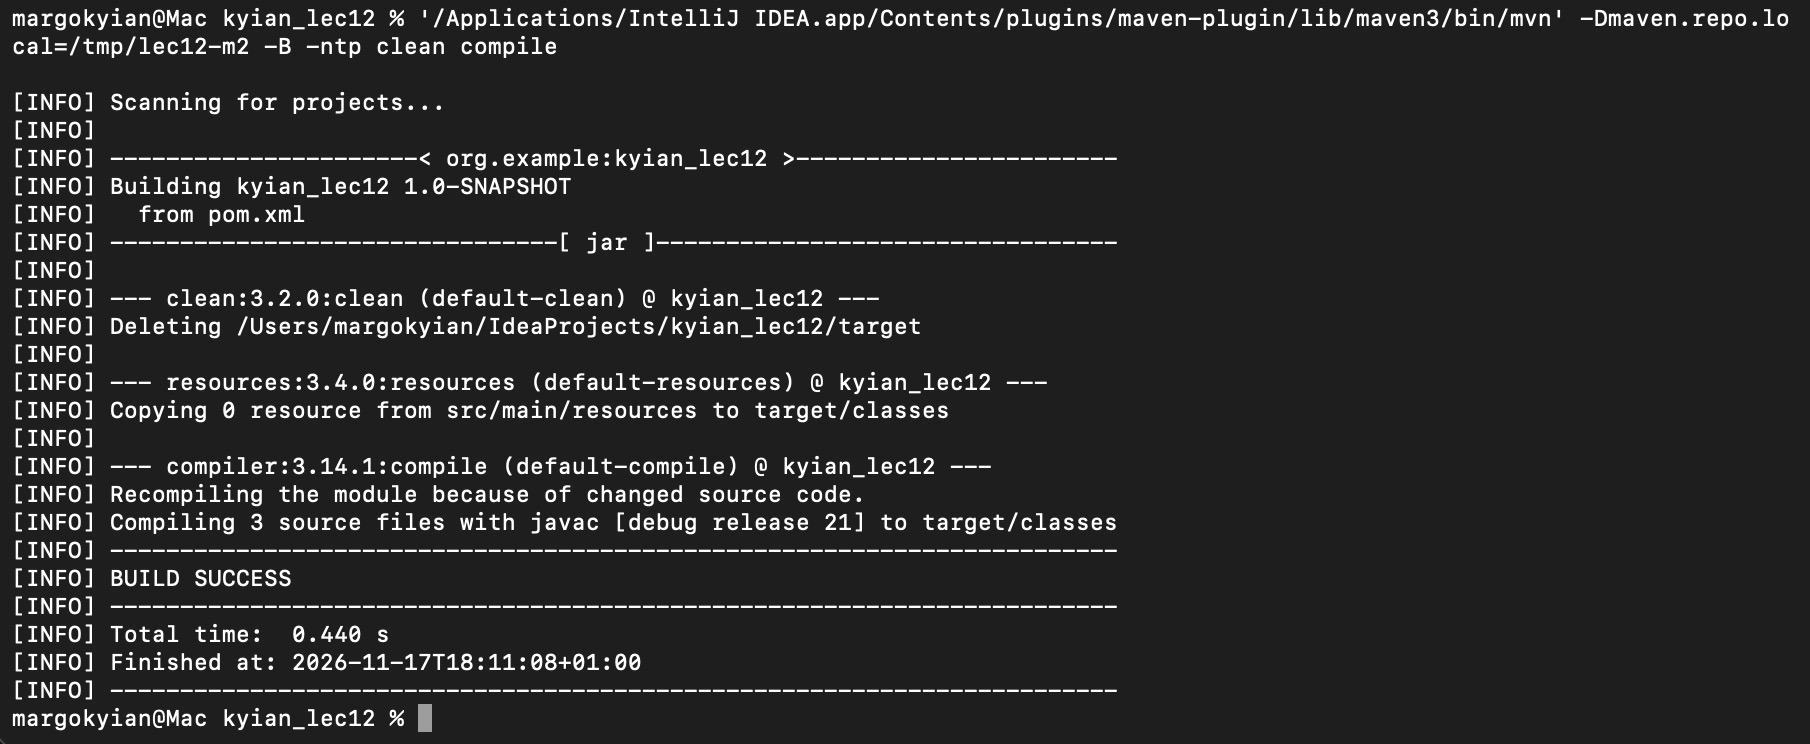 margokyian@Mac kyian_lec12 % '/Applications/IntelliJ IDEA.app/Contents/plugins/maven-plugin/lib/maven3/bin/mvn' -Dmaven.repo.lo
cal=/tmp/lec12-m2 -B -ntp clean compile
[INFO] Scanning for projects...
[INFO]
[INFO] ----------------------< org.example:kyian_lec12 >-----------------------
[INFO] Building kyian_lec12 1.0-SNAPSHOT
[INFO]   from pom.xml
[INFO] --------------------------------[ jar ]---------------------------------
[INFO]
[INFO] --- clean:3.2.0:clean (default-clean) @ kyian_lec12 ---
[INFO] Deleting /Users/margokyian/IdeaProjects/kyian_lec12/target
[INFO]
[INFO] --- resources:3.4.0:resources (default-resources) @ kyian_lec12 ---
[INFO] Copying 0 resource from src/main/resources to target/classes
[INFO]
[INFO] --- compiler:3.14.1:compile (default-compile) @ kyian_lec12 ---
[INFO] Recompiling the module because of changed source code.
[INFO] Compiling 3 source files with javac [debug release 21] to target/classes
[INFO] ------------------------------------------------------------------------
[INFO] BUILD SUCCESS
[INFO] ------------------------------------------------------------------------
[INFO] Total time:  0.440 s
[INFO] Finished at: 2026-11-17T18:11:08+01:00
[INFO] ------------------------------------------------------------------------
margokyian@Mac kyian_lec12 %